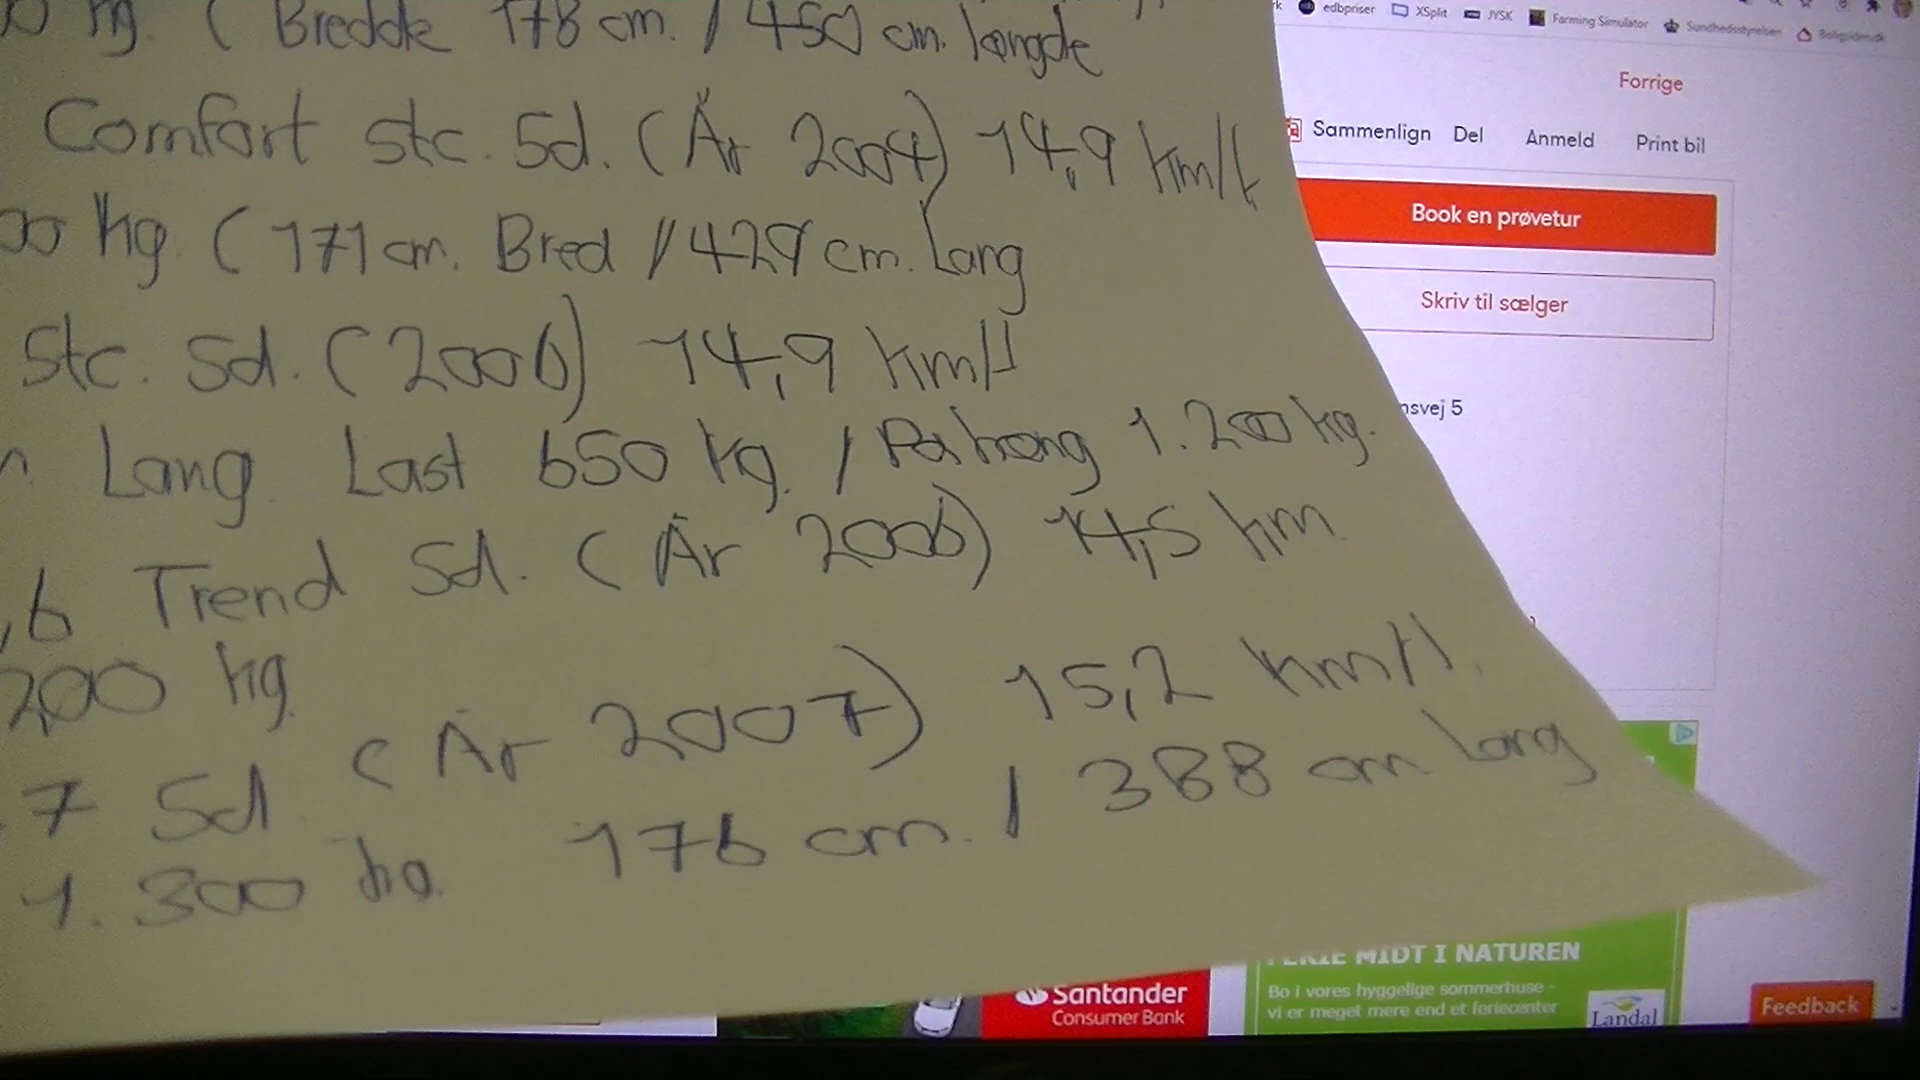 kg. ( Bredde 178 cm. / 450 cm. længde
Comfort stc. 5d. (År 2004) 14,9 km/l
00 kg. ( 171 cm. Bred // 429 cm. Lang
stc. 5d. (2006) 14,9 km/l
Lang. Last 650 kg. / Påhæng 1.200 kg.
,6 Trend 5d. (År 2006) 14,5 km.
200 kg.
7 5d. (År 2007) 15,2 km/l.
1.300 kg. 176 cm. / 388 cm. Lang
edbpriser XSplit JYSK Farming Simulator Sundhedsstyrelsen Boligsiden.dk
Forrige
Sammenlign Del Anmeld Print bil
Book en prøvetur
Skriv til sælger
nsvej 5
FERIE MIDT I NATUREN
Bo i vores hyggelige sommerhuse -
vi er meget mere end et feriecenter
Landal
Santander
Consumer Bank
Feedback